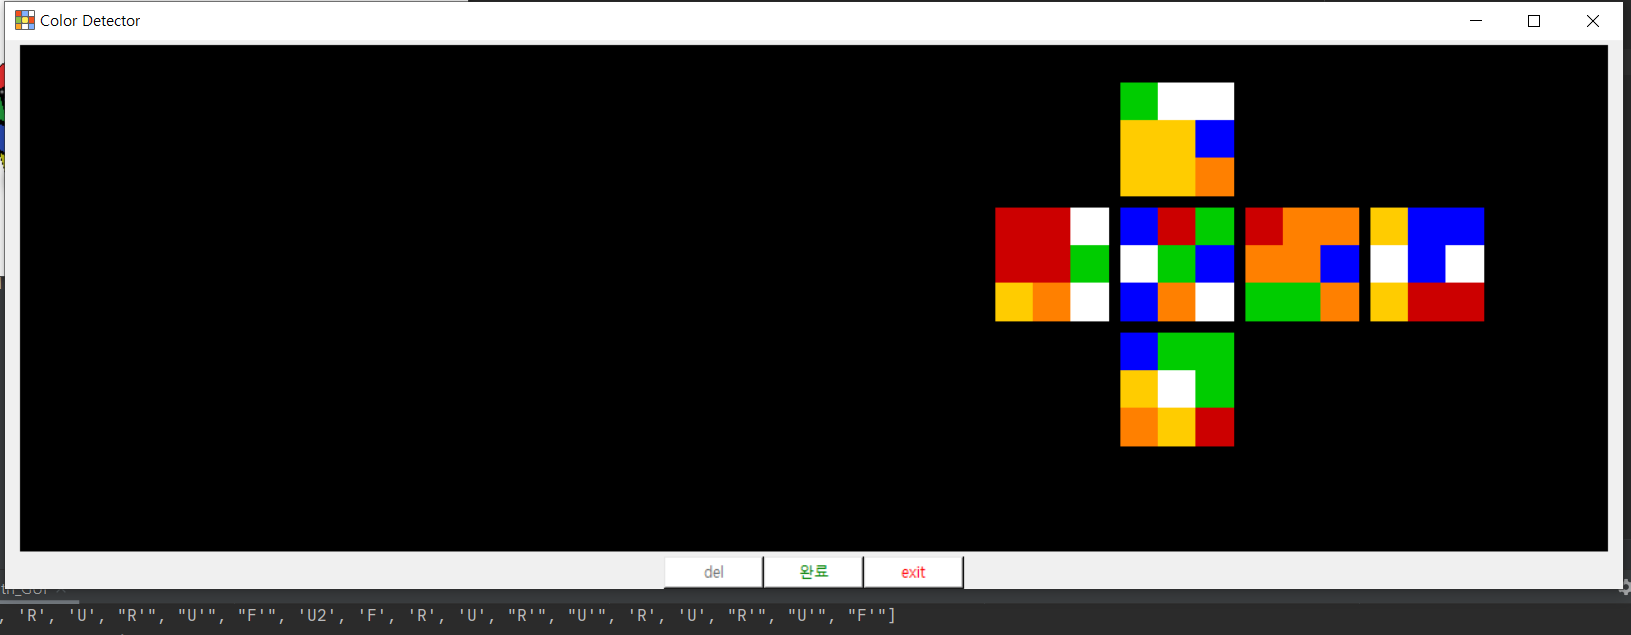 Color Detector
del 완료 exit
, 'R', 'U', "R'", "U'", "F'", 'U2', 'F', 'R', 'U', "R'", "U'", 'R', 'U', "R'", "U'", "F'"]